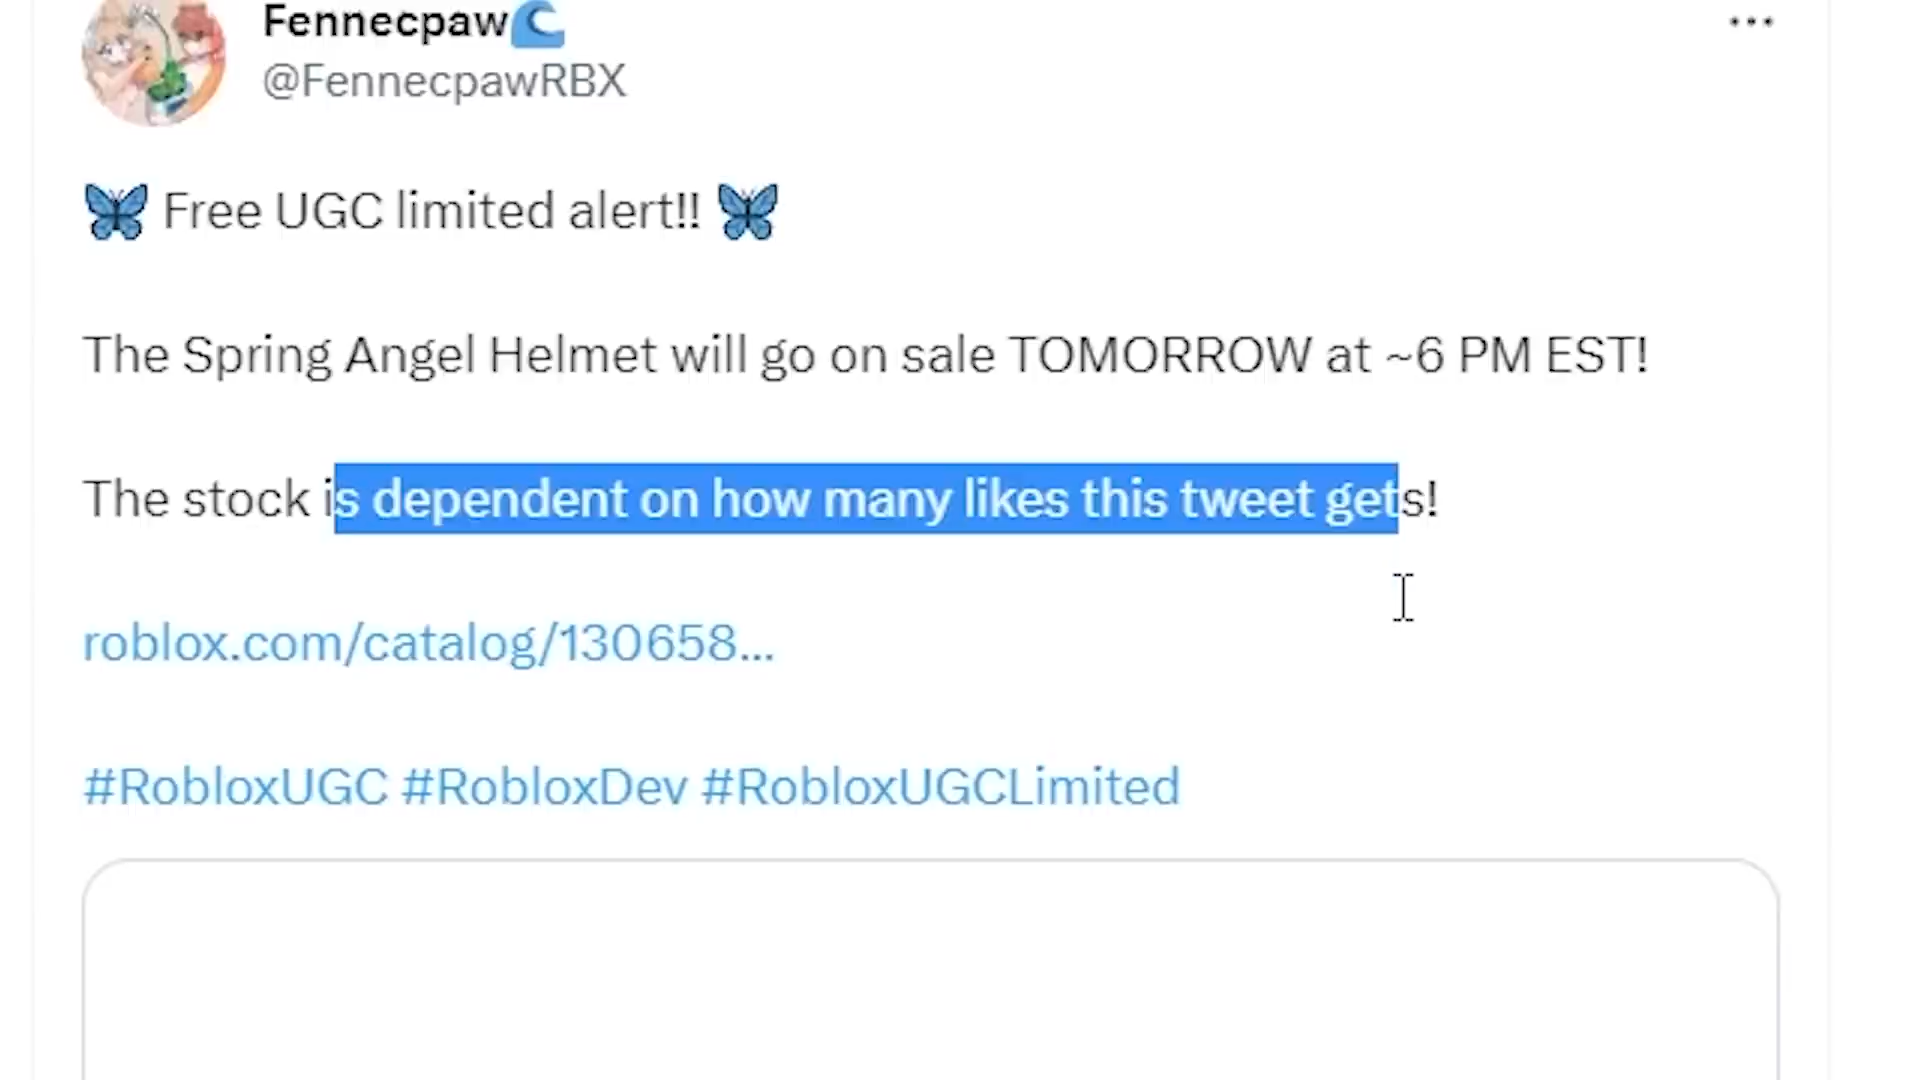 Fennecpaw🌊
@FennecpawRBX
🦋 Free UGC limited alert!! 🦋
The Spring Angel Helmet will go on sale TOMORROW at ~6 PM EST!
The stock is dependent on how many likes this tweet gets!
roblox.com/catalog/130658...
#RobloxUGC #RobloxDev #RobloxUGCLimited